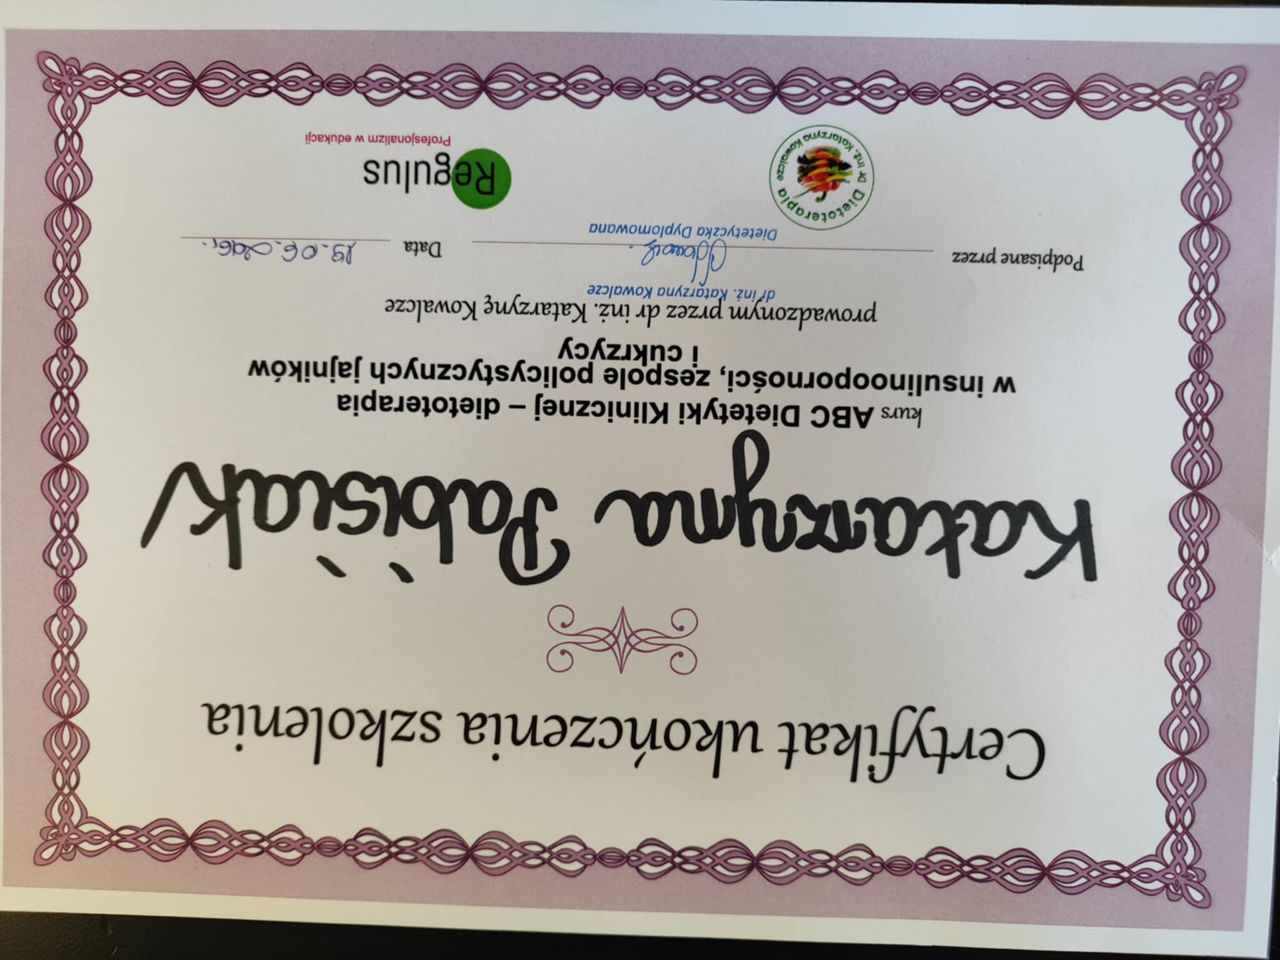 Certyfikat ukończenia szkolenia
Katarzyna Pabisiak
kurs ABC Dietetyki Klinicznej – dietoterapia
w insulinooporności, zespole policystycznych jajników
i cukrzycy
prowadzonym przez dr inż. Katarzynę Kowalcze
dr inż. Katarzyna Kowalcze
Podpisane przez
Data
Dietetyczka Dyplomowana
Dietoterapia
dr inż. Katarzyna Kowalcze
Regulus
Profesjonalizm w edukacji